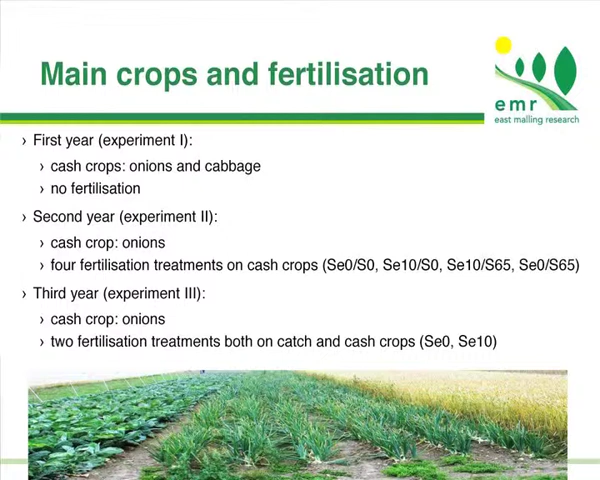 Main crops and fertilisation
emr
east malling research
› First year (experiment I):
› cash crops: onions and cabbage
› no fertilisation
› Second year (experiment II):
› cash crop: onions
› four fertilisation treatments on cash crops (Se0/S0, Se10/S0, Se10/S65, Se0/S65)
› Third year (experiment III):
› cash crop: onions
› two fertilisation treatments both on catch and cash crops (Se0, Se10)